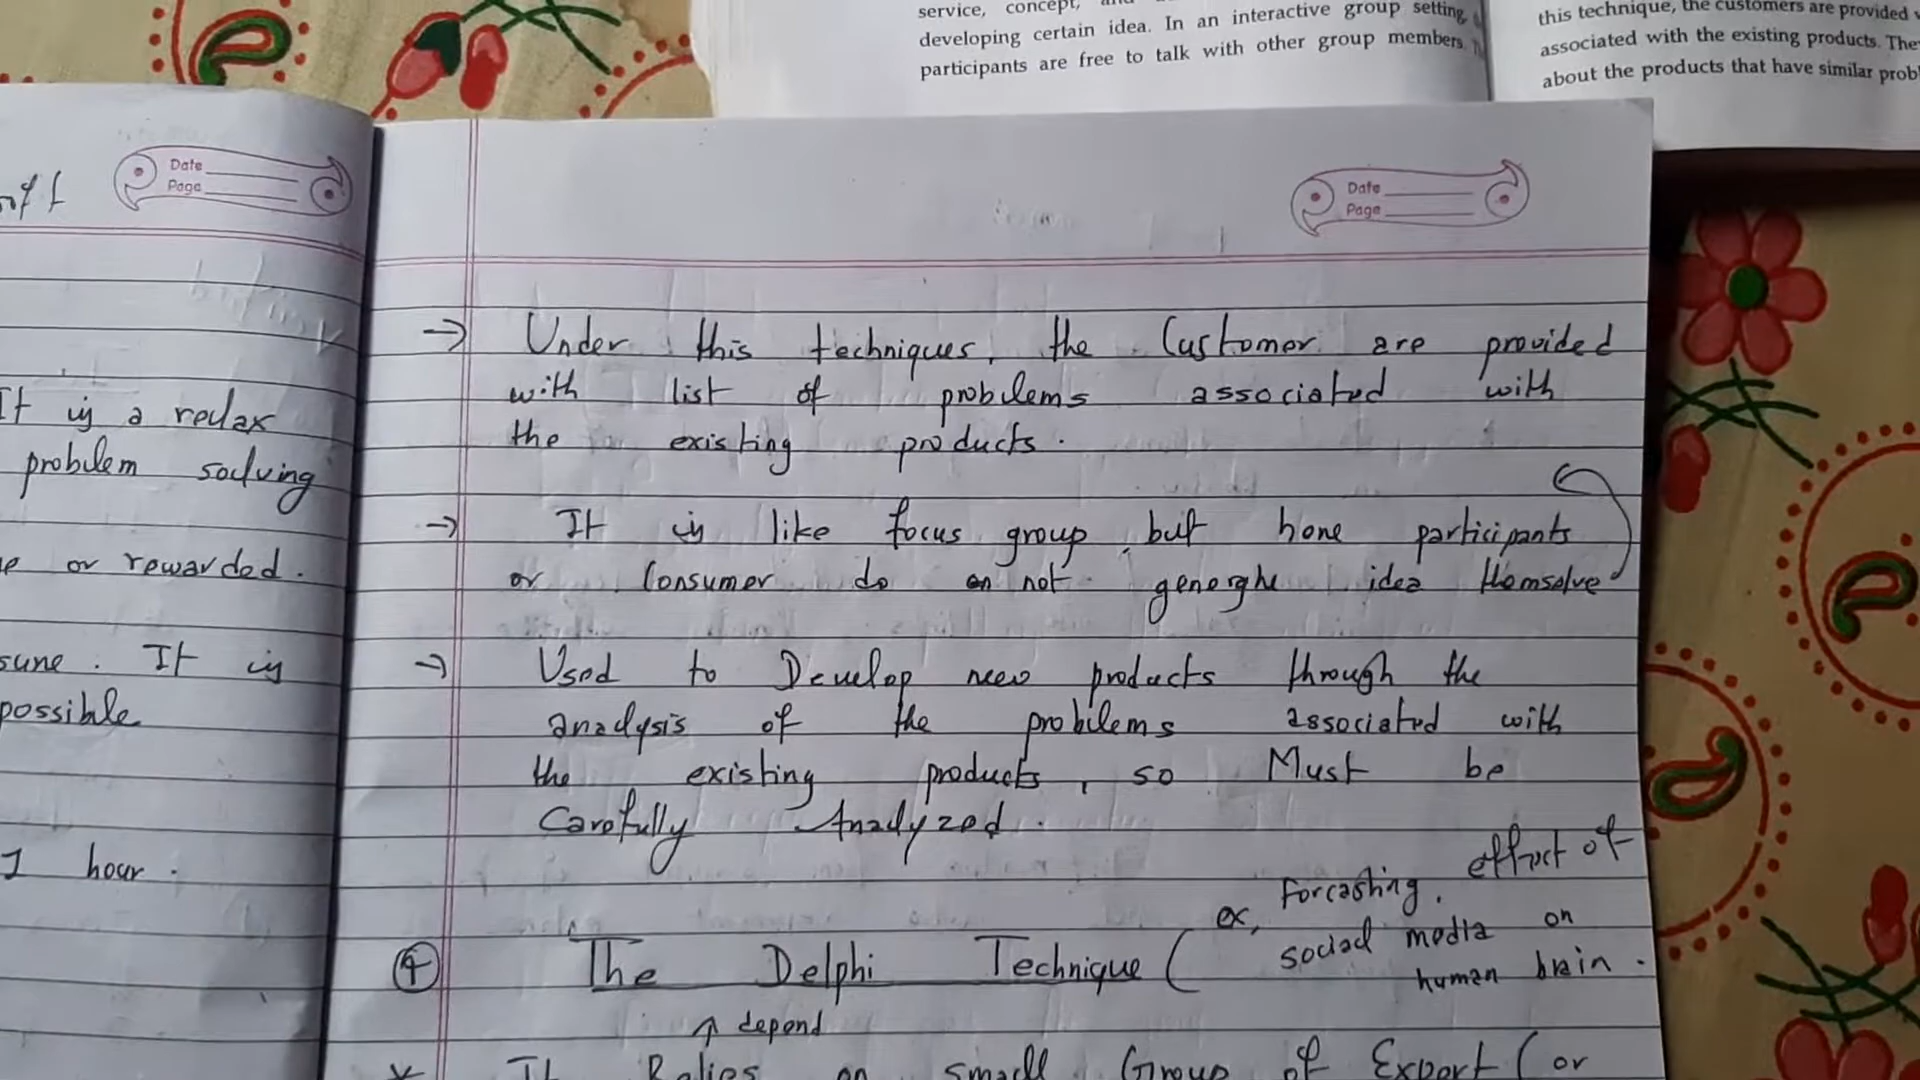 service, concept,
developing certain idea. In an interactive group setting,
participants are free to talk with other group members.
this technique, the customers are provided
associated with the existing products. They
about the products that have similar prob
Date
Page
It is a relax
problem solving
or rewarded.
sure. It is
possible
1 hour.
Date
Page
→ Under this techniques, the Customer are provided
with list of problems associated with
the existing products.
→ It is like focus group, but here participants
or Consumer do not idea themselve
→ Used to Develop new products through the
analysis of the problems associated with
the existing products, so Must be
Carefully Analyzed.
④ The Delphi Technique ( ex, Forcasting, effect of
social media on
human brain.
↑ depend
It Relies on small Group of Expert (or